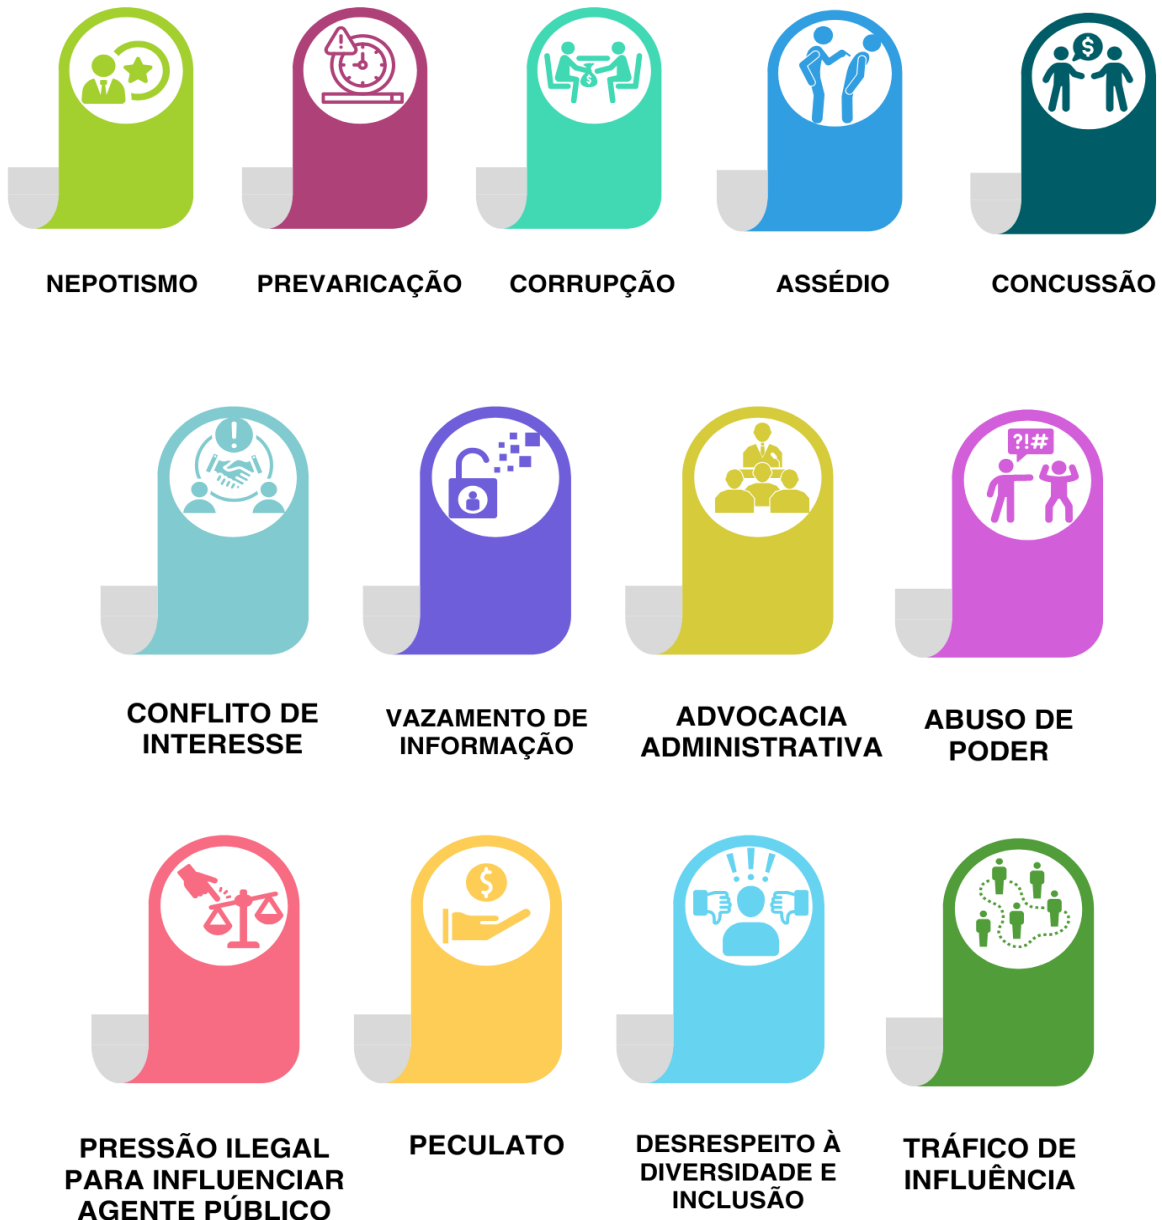 $
$
NEPOTISMO
PREVARICAÇÃO
CORRUPÇÃO
ASSÉDIO
CONCUSSÃO
!
?!#
CONFLITO DE
INTERESSE
VAZAMENTO DE
INFORMAÇÃO
ADVOCACIA
ADMINISTRATIVA
ABUSO DE
PODER
$
!!!
PRESSÃO ILEGAL
PARA INFLUENCIAR
AGENTE PÚBLICO
PECULATO
DESRESPEITO À
DIVERSIDADE E
INCLUSÃO
TRÁFICO DE
INFLUÊNCIA